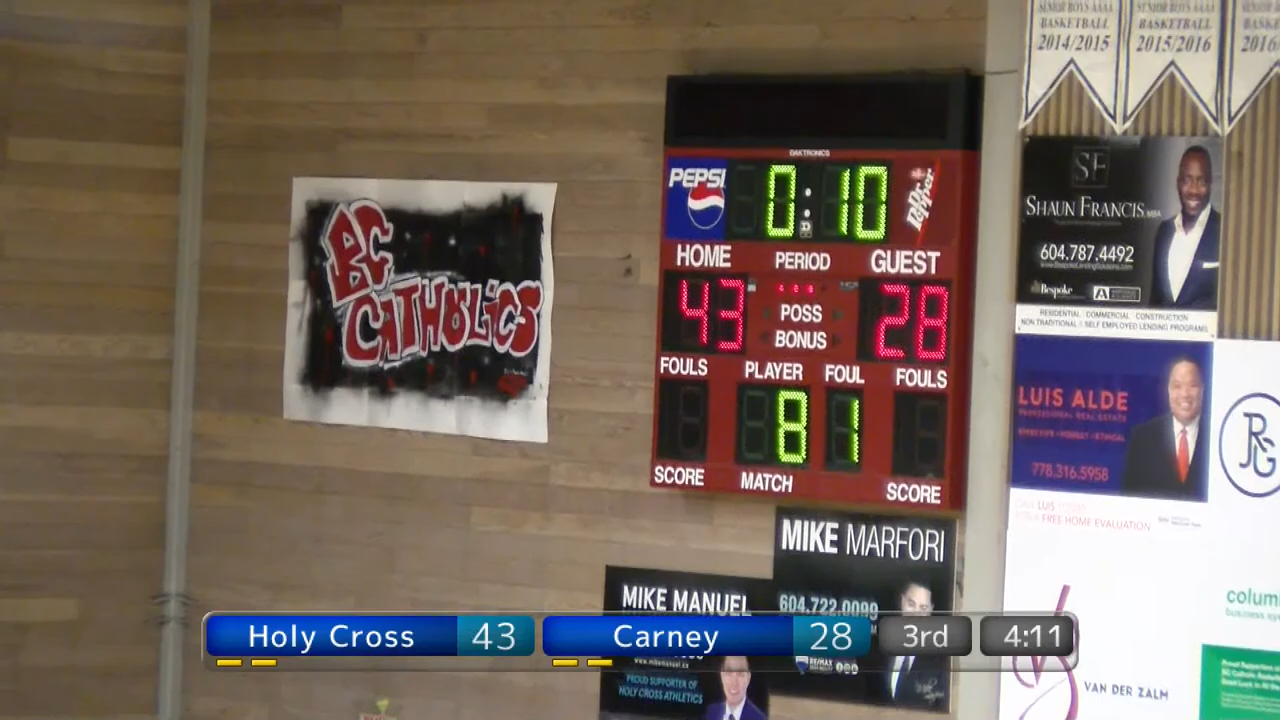 SENIOR BOYS AAAA
BASKETBALL
2014/2015
SENIOR BOYS AAAA
BASKETBALL
2015/2016
DAKTRONICS
PEPSI
0:10
Dr Pepper
HOME
PERIOD
GUEST
43
POSS
BONUS
28
FOULS
PLAYER
FOUL
FOULS
8
1
SCORE
MATCH
SCORE
BC
CATHOLICS
SF
SHAUN FRANCIS, MBA
604.787.4492
Bespoke
RESIDENTIAL COMMERCIAL CONSTRUCTION
NON TRADITIONAL & SELF EMPLOYED LENDING PROGRAMS
LUIS ALDE
PROFESSIONAL REAL ESTATE
778.316.5958
FREE HOME EVALUATION
RG
MIKE MARFORI
604.722.0099
RE/MAX
MIKE MANUEL
PROUD SUPPORTER OF
HOLY CROSS ATHLETICS
VAN DER ZALM
Holy Cross 43 Carney 28 3rd 4:11